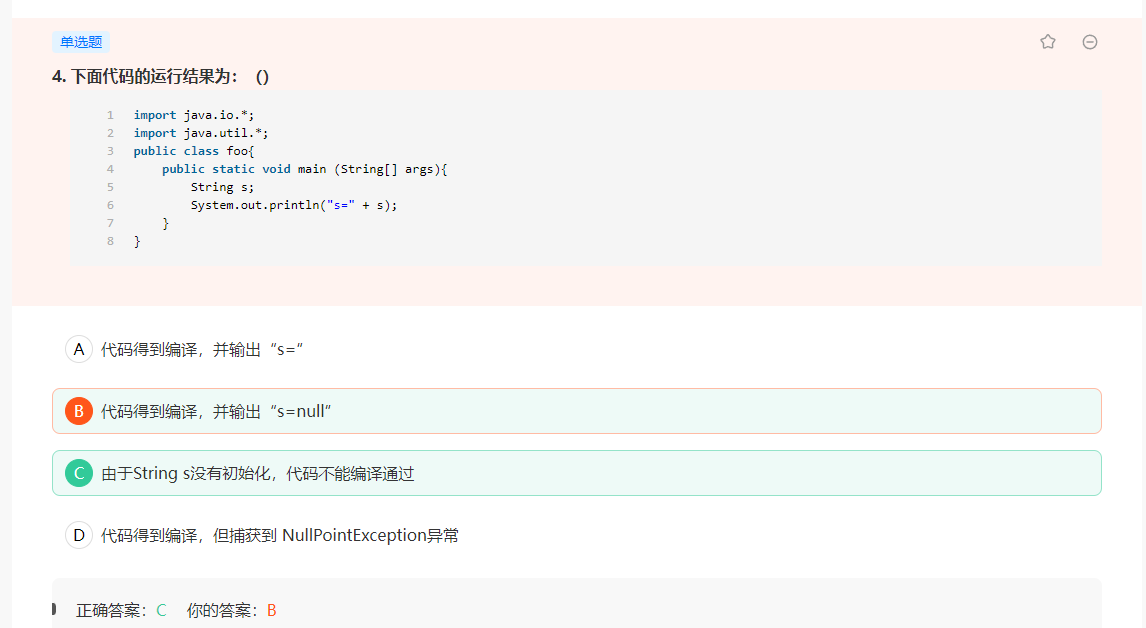 单选题
4. 下面代码的运行结果为： ()
1 import java.io.*;
2 import java.util.*;
3 public class foo{
4     public static void main (String[] args){
5         String s;
6         System.out.println("s=" + s);
7     }
8 }
A 代码得到编译，并输出“s=”
B 代码得到编译，并输出“s=null”
C 由于String s没有初始化，代码不能编译通过
D 代码得到编译，但捕获到 NullPointException异常
正确答案：C 你的答案：B